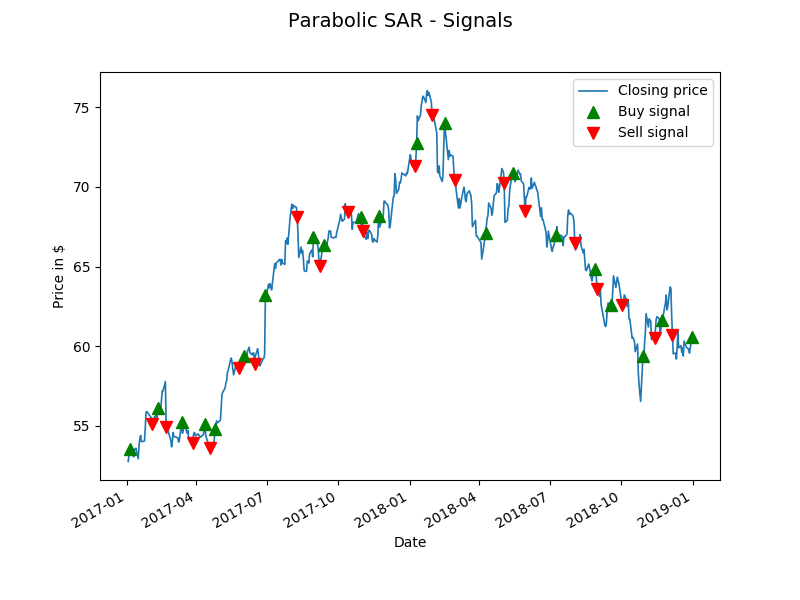 Parabolic SAR - Signals
Closing price
Buy signal
Sell signal
Price in $
75
70
65
60
55
2017-01
2017-04
2017-07
2017-10
2018-01
2018-04
2018-07
2018-10
2019-01
Date